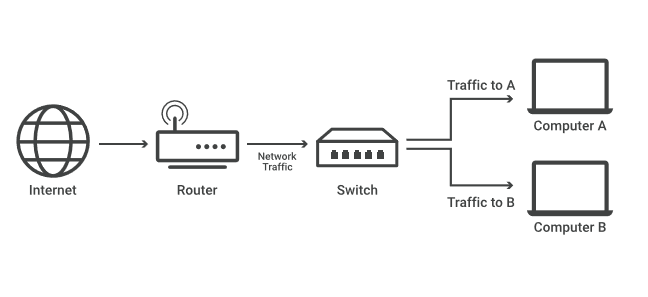 Traffic to A
Computer A
Network
Traffic
Internet
Router
Switch
Traffic to B
Computer B